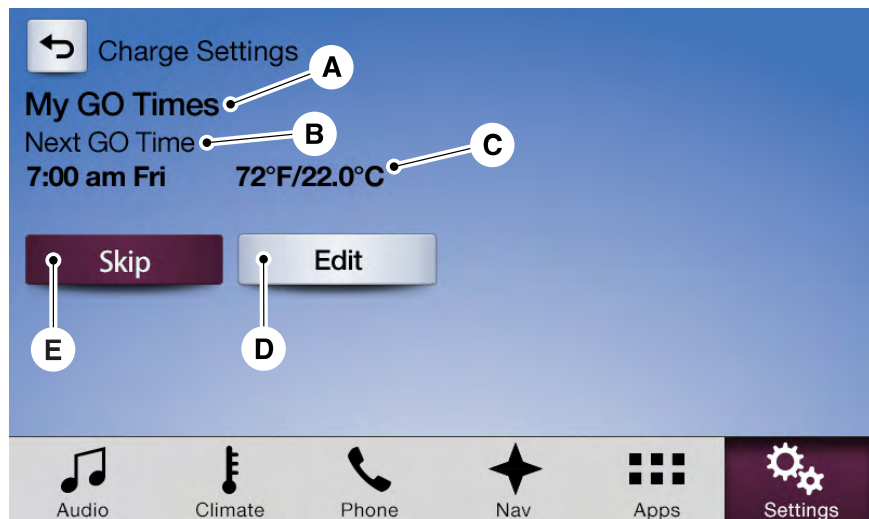 Charge Settings
A
My GO Times
Next GO Time
B
C
7:00 am Fri 72°F/22.0°C
Skip Edit
E D
Audio Climate Phone Nav Apps Settings